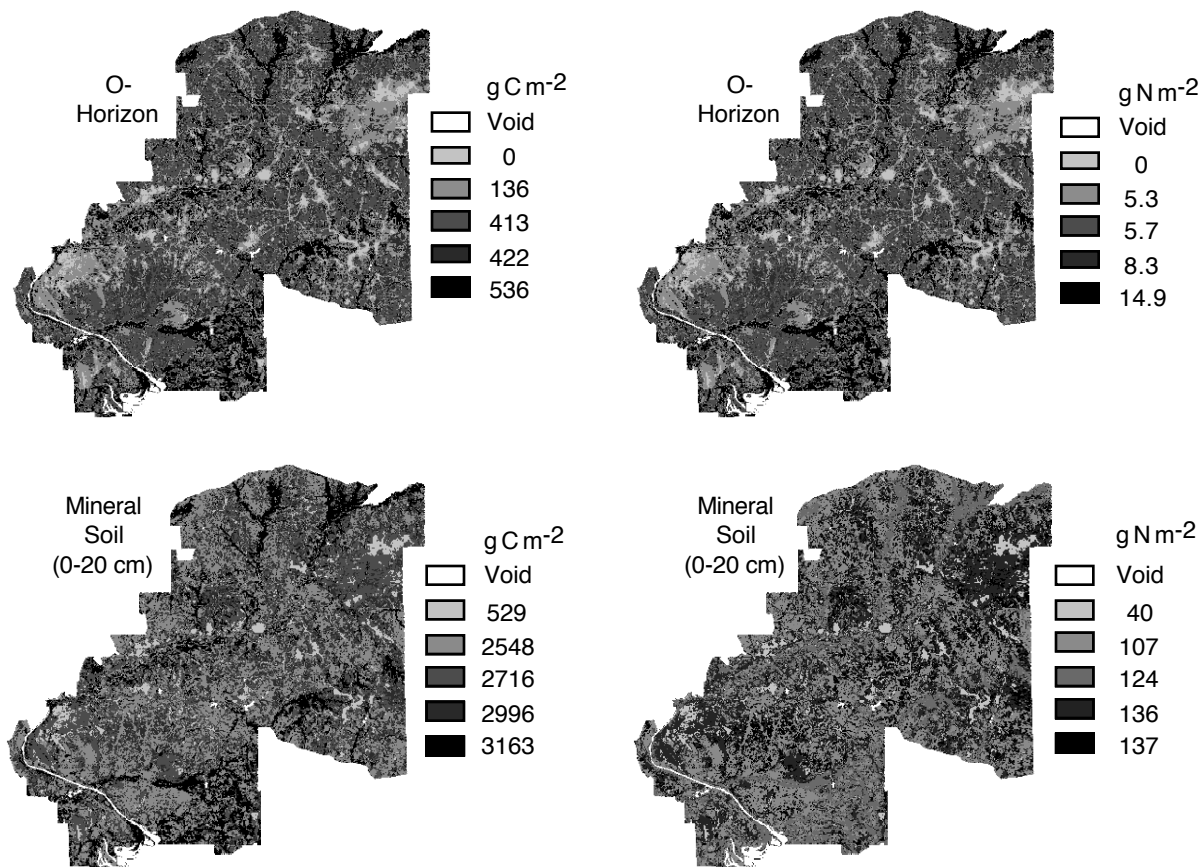 O-
Horizon
g C m-2
Void
0
136
413
422
536
O-
Horizon
g N m-2
Void
0
5.3
5.7
8.3
14.9
Mineral
Soil
(0-20 cm)
g C m-2
Void
529
2548
2716
2996
3163
Mineral
Soil
(0-20 cm)
g N m-2
Void
40
107
124
136
137